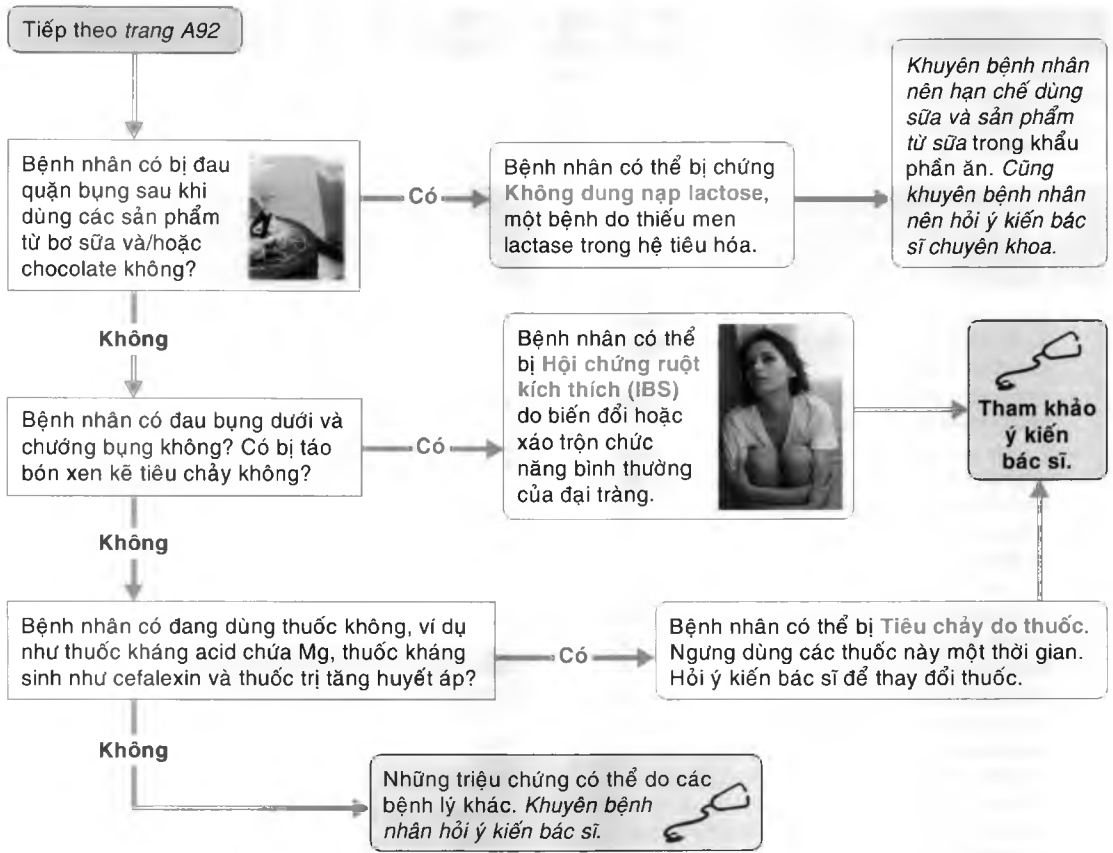 Tiếp theo trang A92
Bệnh nhân có bị đau
quặn bụng sau khi
dùng các sản phẩm
từ bơ sữa và/hoặc
chocolate không?
Có
Bệnh nhân có thể bị chứng
Không dung nạp lactose,
một bệnh do thiếu men
lactase trong hệ tiêu hóa.
Khuyên bệnh nhân
nên hạn chế dùng
sữa và sản phẩm
từ sữa trong khẩu
phần ăn. Cũng
khuyên bệnh nhân
nên hỏi ý kiến bác
sĩ chuyên khoa.
Không
Bệnh nhân có đau bụng dưới và
chướng bụng không? Có bị táo
bón xen kẽ tiêu chảy không?
Có
Bệnh nhân có thể
bị Hội chứng ruột
kích thích (IBS)
do biến đổi hoặc
xáo trộn chức
năng bình thường
của đại tràng.
Tham khảo
ý kiến
bác sĩ.
Không
Bệnh nhân có đang dùng thuốc không, ví dụ
như thuốc kháng acid chứa Mg, thuốc kháng
sinh như cefalexin và thuốc trị tăng huyết áp?
Có
Bệnh nhân có thể bị Tiêu chảy do thuốc.
Ngưng dùng các thuốc này một thời gian.
Hỏi ý kiến bác sĩ để thay đổi thuốc.
Không
Những triệu chứng có thể do các
bệnh lý khác. Khuyên bệnh
nhân hỏi ý kiến bác sĩ.